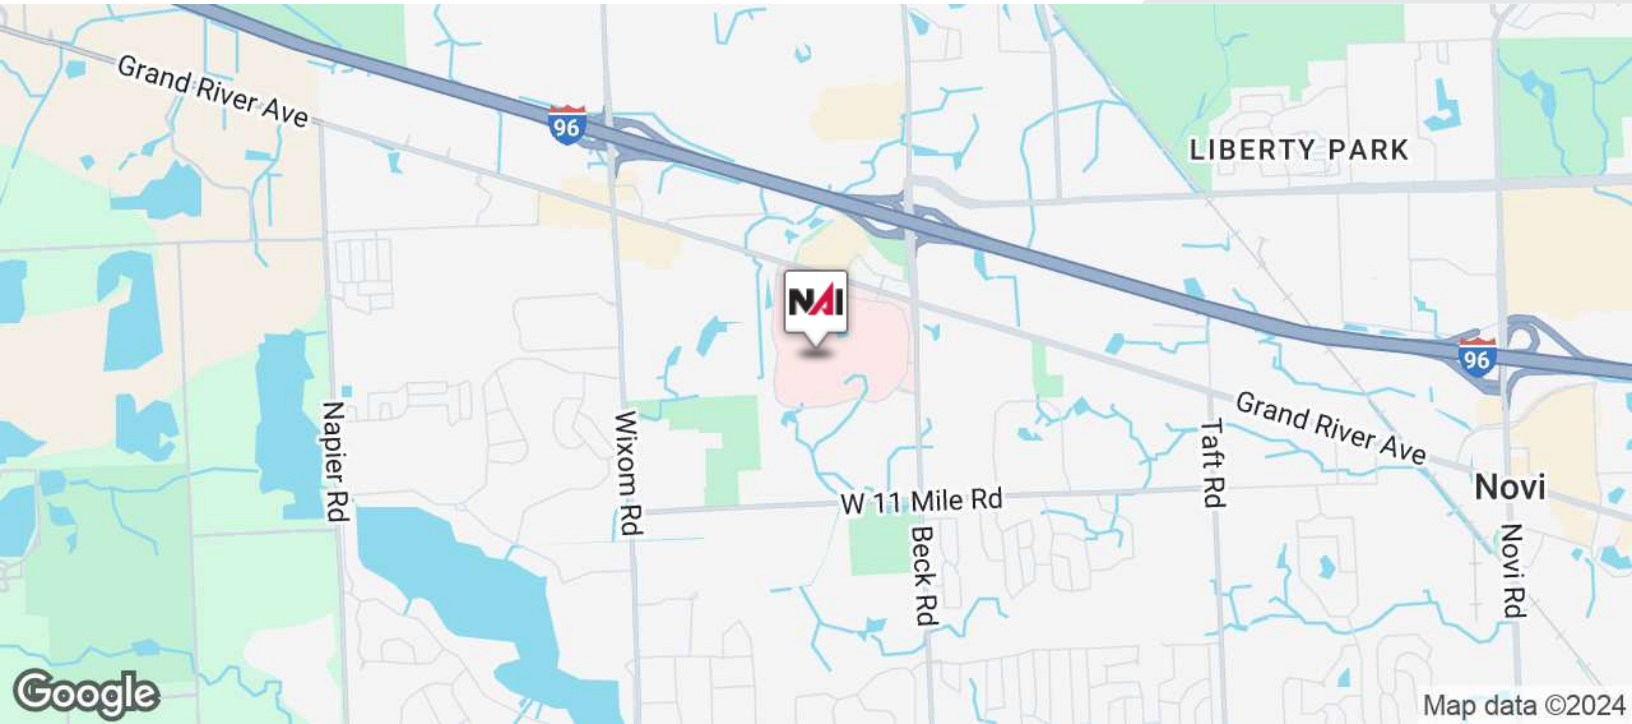 Grand River Ave
96
LIBERTY PARK
NAI
96
Grand River Ave
Napier Rd
Wixom Rd
Taft Rd
Novi
W 11 Mile Rd
Beck Rd
Novi Rd
Google
Map data ©2024